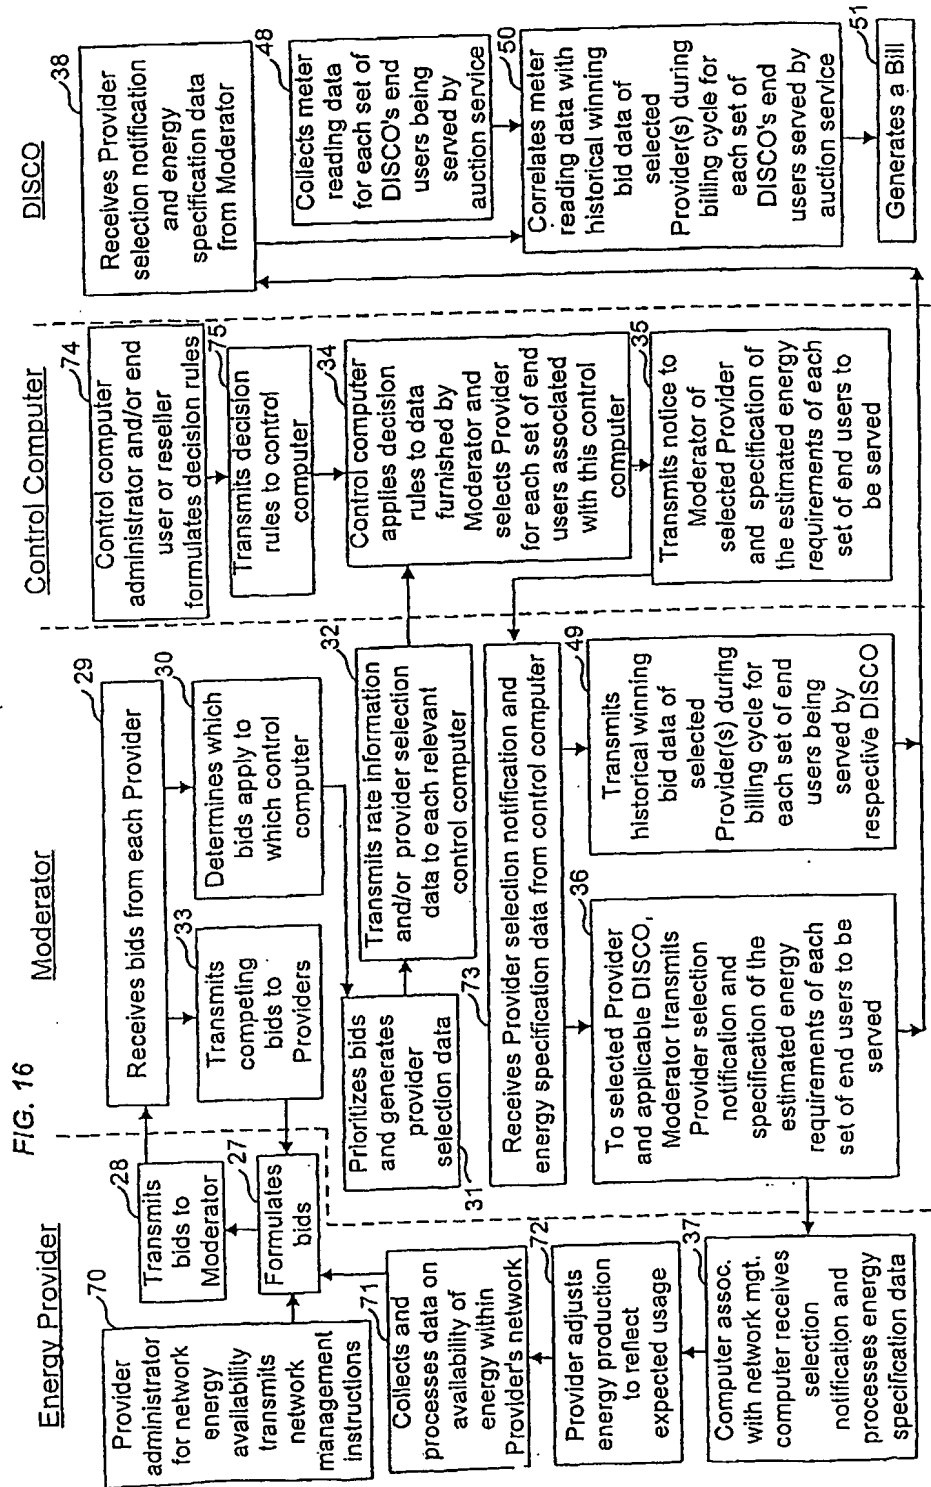 FIG. 16
Energy Provider
70
Provider
administrator
for network
energy
availability
transmits
network
management
instructions
28
Transmits
bids to
Moderator
27
Formulates
bids
71
Collects and
processes data on
availability of
energy within
Provider's network
72
Provider adjusts
energy production
to reflect
expected usage
37
Computer assoc.
with network mgt.
computer receives
selection
notification and
processes energy
specification data
Moderator
29
Receives bids from each Provider
33
Transmits
competing
bids to
Providers
30
Determines which
bids apply to
which control
computer
Prioritizes bids
and generates
provider
selection data
31
32
Transmits rate information
and/or provider selection
data to each relevant
control computer
73
Receives Provider selection notification and
energy specification data from control computer
36
To selected Provider
and applicable DISCO,
Moderator transmits
Provider selection
notification and
specification of the
estimated energy
requirements of each
set of end users to be
served
49
Transmits
historical winning
bid data of
selected
Provider(s) during
billing cycle for
each set of end
users being
served by
respective DISCO
Control Computer
74
Control computer
administrator and/or end
user or reseller
formulates decision rules
75
Transmits decision
rules to control
computer
34
Control computer
applies decision
rules to data
furnished by
Moderator and
selects Provider
for each set of end
users associated
with this control
computer
35
Transmits notice to
Moderator of
selected Provider
and specification of
the estimated energy
requirements of each
set of end users to
be served
DISCO
38
Receives Provider
selection notification
and energy
specification data
from Moderator
48
Collects meter
reading data
for each set of
DISCO's end
users being
served by
auction service
50
Correlates meter
reading data with
historical winning
bid data of
selected
Provider(s) during
billing cycle for
each set of
DISCO's end
users served by
auction service
51
Generates a Bill